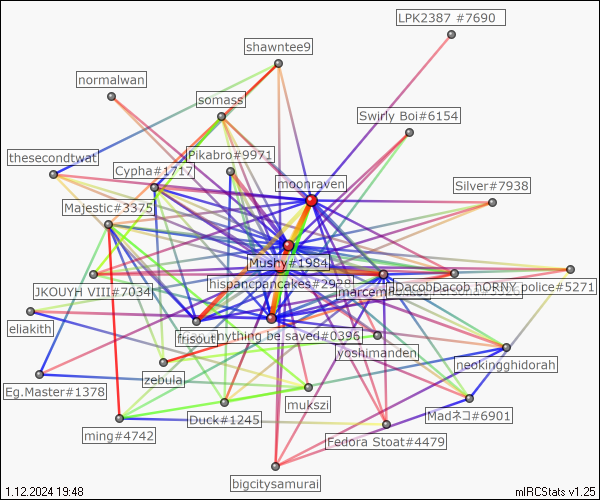 LPK2387 #7690
shawntee9
normalwan
somass
Swirly Boi#6154
Pikabro#9971
thesecondtwat
Cypha#1717
moonraven
Silver#7938
Majestic#3375
Mushy#1984
hispancpancakes#2929
JKOUYH VIII#7034
DacobDascob hORNY police#5271
eliakith
frisout
nything be saved#0396
yoshimanden
neokingghidorah
zebula
Eg.Master#1378
mukszi
Madネコ#6901
Duck#1245
ming#4742
Fedora Stoat#4479
bigcitysamurai
1.12.2024 19:48
mIRCStats v1.25